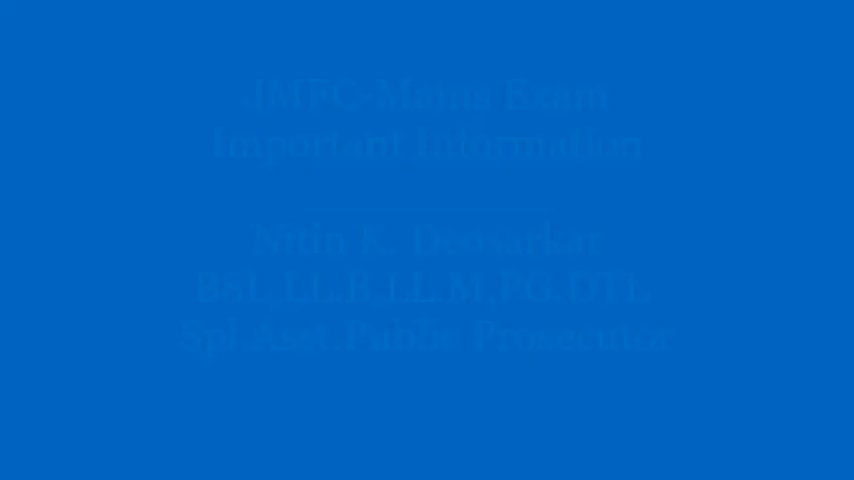 JMFC-Mains Exam
Important Information
Nitin K. Deosarkar
BSL,LL.B,LL.M,PG.DTL
Spl.Asst.Public Prosecutor